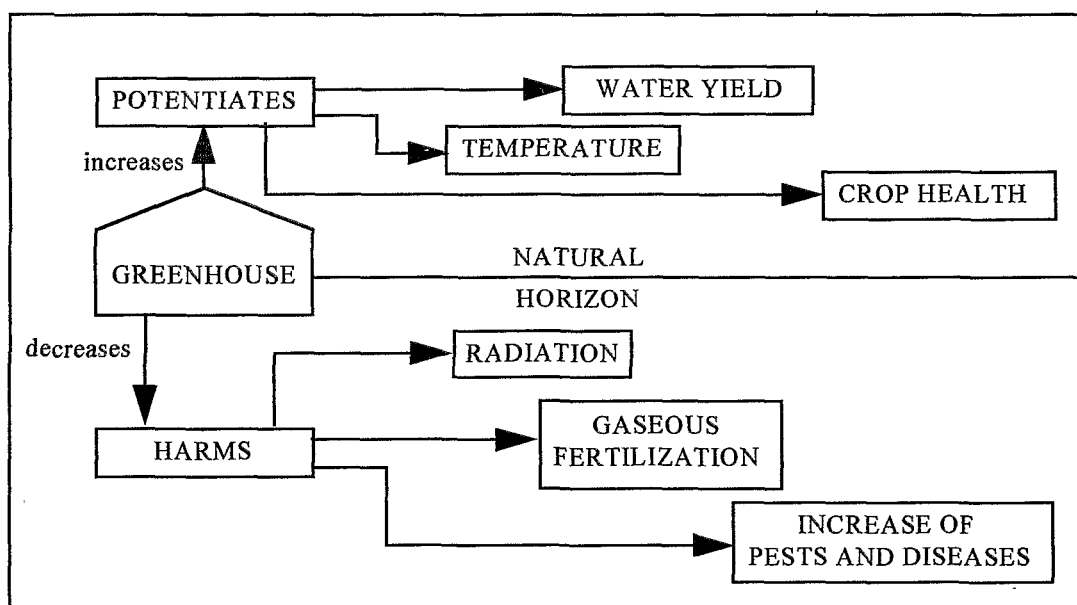 POTENTIATES
WATER YIELD
TEMPERATURE
increases
CROP HEALTH
GREENHOUSE
NATURAL
HORIZON
decreases
RADIATION
HARMS
GASEOUS
FERTILIZATION
INCREASE OF
PESTS AND DISEASES